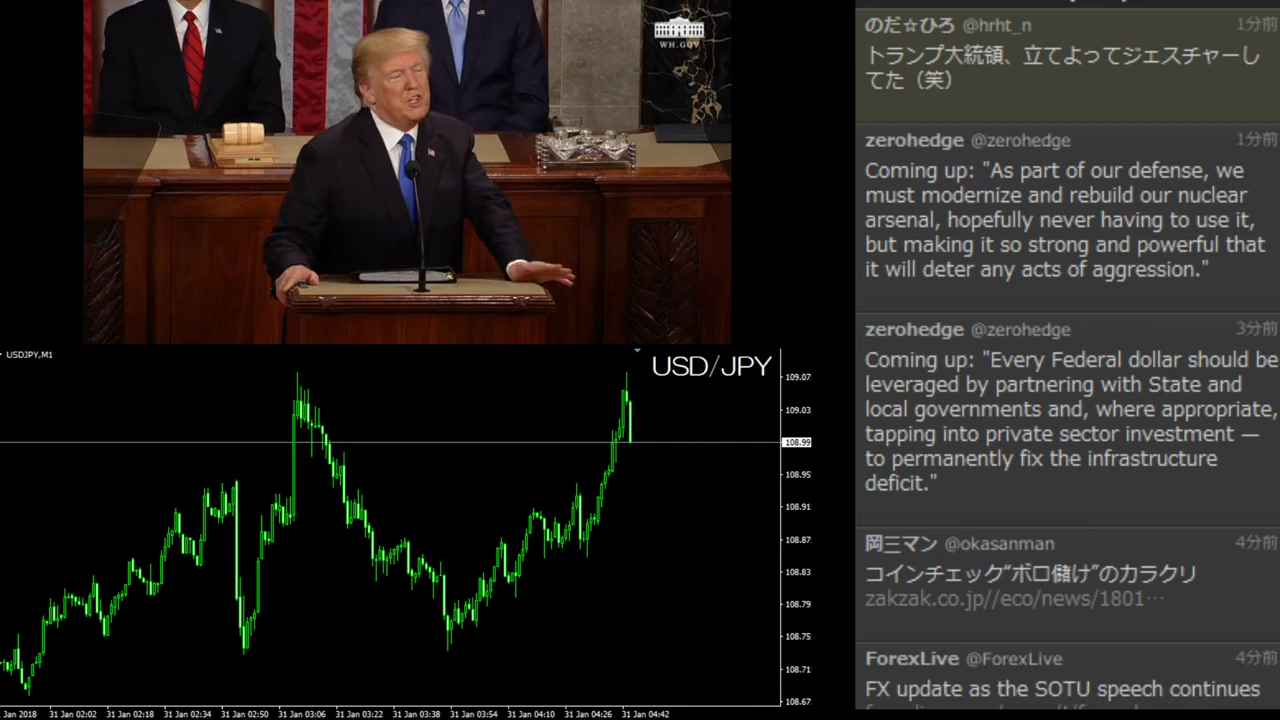 WH.GOV
USDJPY,M1
USD/JPY
109.07
109.03
108.99
108.95
108.91
108.87
108.83
108.79
108.75
108.71
108.67
Jan 2018
31 Jan 02:02
31 Jan 02:18
31 Jan 02:34
31 Jan 02:50
31 Jan 03:06
31 Jan 03:22
31 Jan 03:38
31 Jan 03:54
31 Jan 04:10
31 Jan 04:26
31 Jan 04:42
のだ☆ひろ @hrht_n 1分前
トランプ大統領、立てよってジェスチャーし
てた（笑）
zerohedge @zerohedge 1分前
Coming up: "As part of our defense, we
must modernize and rebuild our nuclear
arsenal, hopefully never having to use it,
but making it so strong and powerful that
it will deter any acts of aggression."
zerohedge @zerohedge 3分前
Coming up: "Every Federal dollar should be
leveraged by partnering with State and
local governments and, where appropriate,
tapping into private sector investment —
to permanently fix the infrastructure
deficit."
岡三マン @okasanman 4分前
コインチェック“ボロ儲け”のカラクリ
zakzak.co.jp//eco/news/1801…
ForexLive @ForexLive 4分前
FX update as the SOTU speech continues